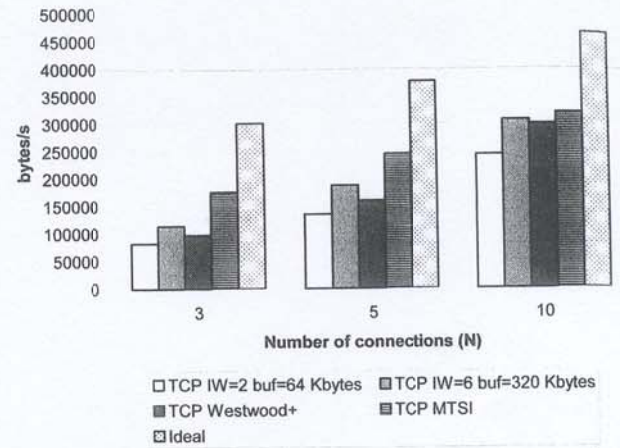 500000
450000
400000
350000
300000
250000
200000
150000
100000
50000
0
bytes/s
3 5 10
Number of connections (N)
TCP IW=2 buf=64 Kbytes TCP IW=6 buf=320 Kbytes
TCP Westwood+ TCP MTSI
Ideal